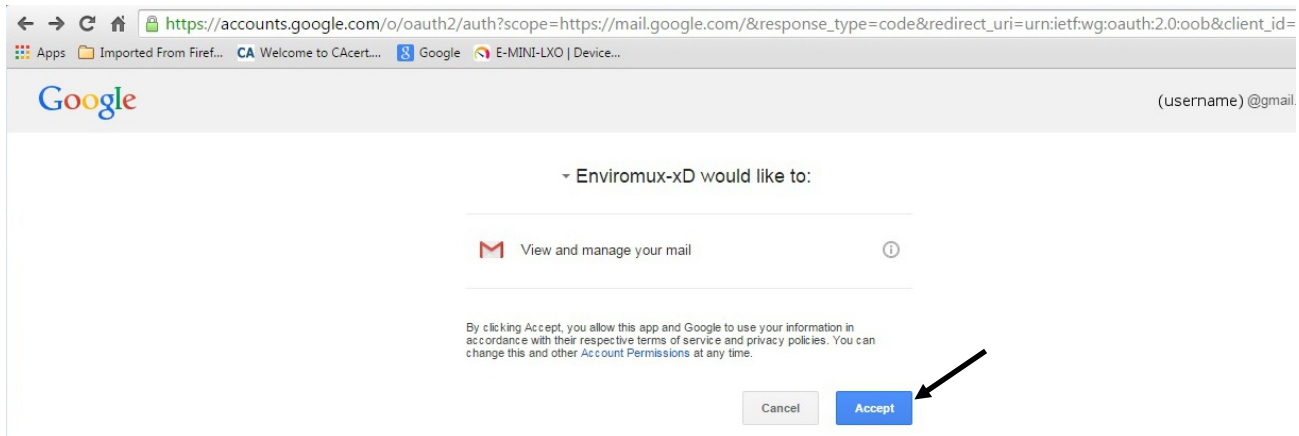 https://accounts.google.com/o/oauth2/auth?scope=https://mail.google.com/&response_type=code&redirect_uri=urn:ietf:wg:oauth:2.0:oob&client_id=
Apps Imported From Firef... CA Welcome to CAcert.... 8 Google E-MINI-LXO | Device...
Google (username) @gmail.
Enviromux-xD would like to:
View and manage your mail
By clicking Accept, you allow this app and Google to use your information in
accordance with their respective terms of service and privacy policies. You can
change this and other Account Permissions at any time.
Cancel Accept